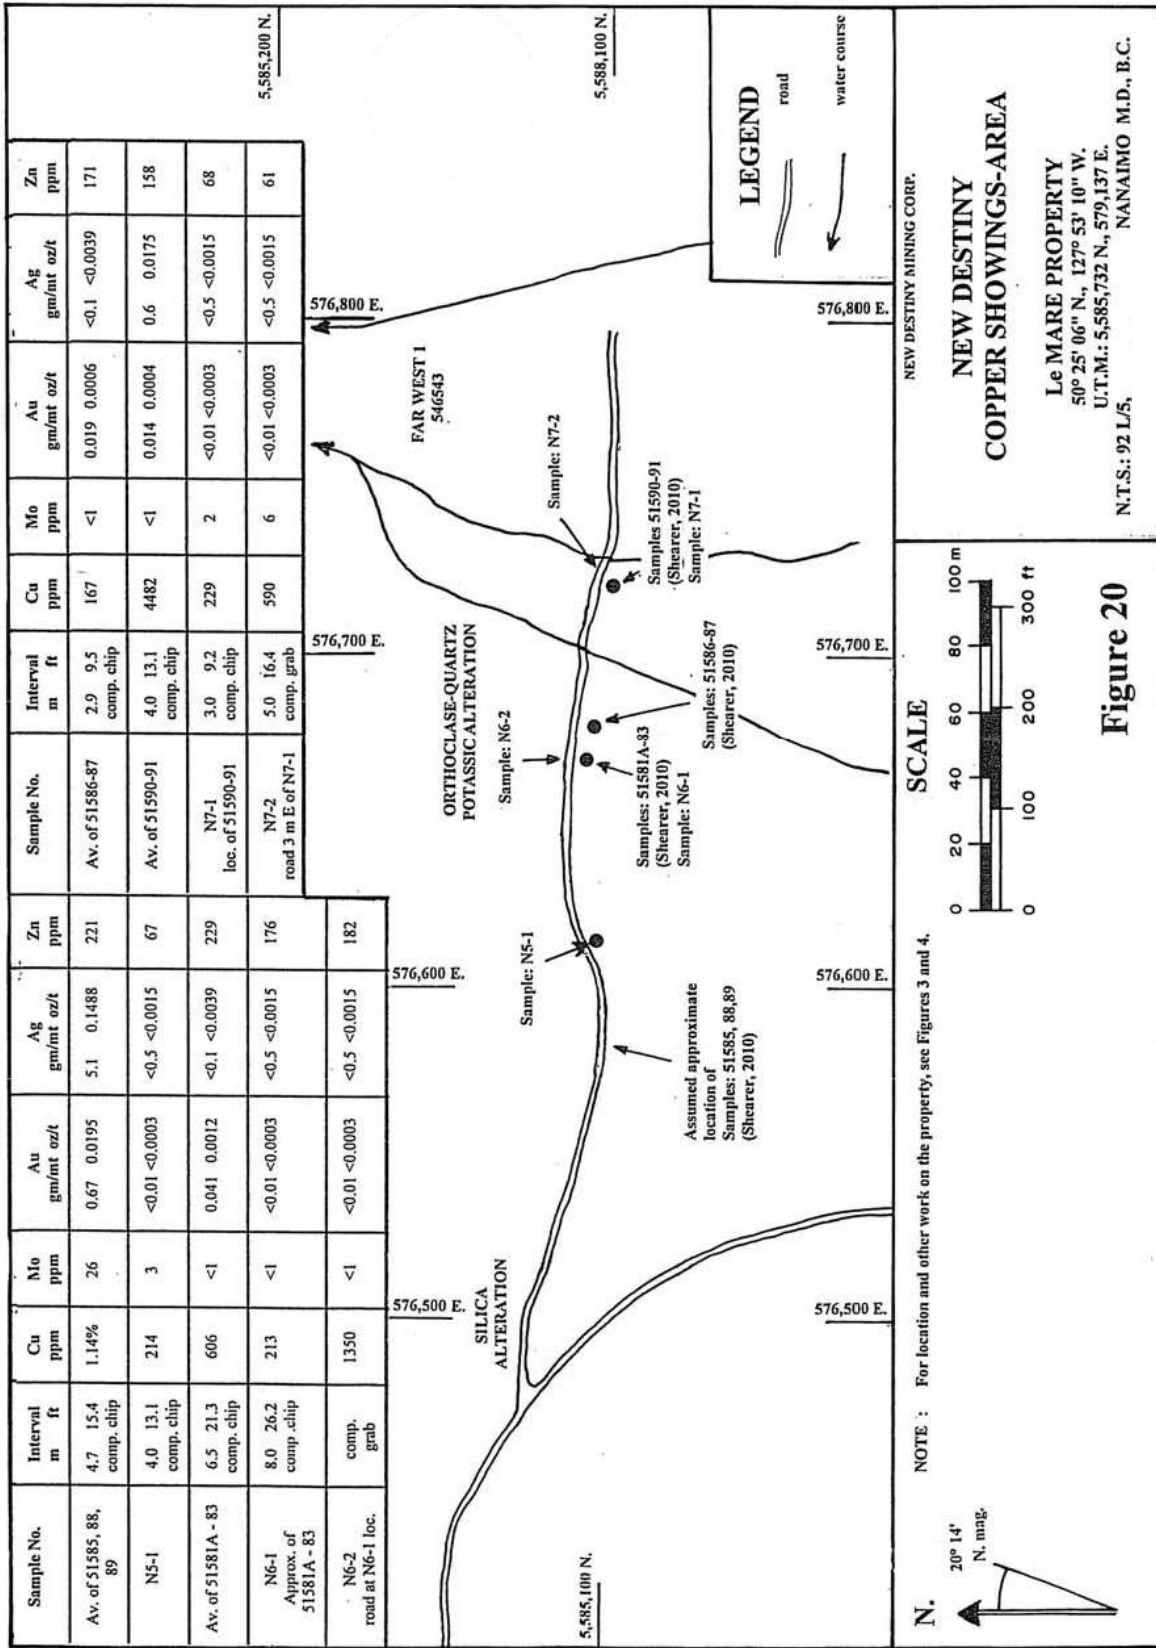 Sample No.
Interval
m ft
Cu
ppm
Mo
ppm
Au
gm/mt oz/t
Ag
gm/mt oz/t
Zn
ppm
Av. of 51585, 88,
89
4.7 15.4
comp. chip
1.14%
26
0.67 0.0195
5.1 0.1488
221
N5-1
4.0 13.1
comp. chip
214
3
<0.01 <0.0003
<0.5 <0.0015
67
Av. of 51581A - 83
6.5 21.3
comp. chip
606
<1
0.041 0.0012
<0.1 <0.0039
229
N6-1
Approx. of
51581A - 83
8.0 26.2
comp .chip
213
<1
<0.01 <0.0003
<0.5 <0.0015
176
N6-2
road at N6-1 loc.
comp.
grab
1350
<1
<0.01 <0.0003
<0.5 <0.0015
182
Sample No.
Interval
m ft
Cu
ppm
Mo
ppm
Au
gm/mt oz/t
Ag
gm/mt oz/t
Zn
ppm
Av. of 51586-87
2.9 9.5
comp. chip
167
<1
0.019 0.0006
<0.1 <0.0039
171
Av. of 51590-91
4.0 13.1
comp. chip
4482
<1
0.014 0.0004
0.6 0.0175
158
N7-1
loc. of 51590-91
3.0 9.2
comp. chip
229
2
<0.01 <0.0003
<0.5 <0.0015
68
N7-2
road 3 m E of N7-1
5.0 16.4
comp. grab
590
6
<0.01 <0.0003
<0.5 <0.0015
61
5,585,200 N.
576,500 E.
576,600 E.
576,700 E.
576,800 E.
FAR WEST 1
546543
SILICA
ALTERATION
ORTHOCLASE-QUARTZ
POTASSIC ALTERATION
Sample: N5-1
Sample: N6-2
Sample: N7-2
5,585,100 N.
5,588,100 N.
Assumed approximate
location of
Samples: 51585, 88,89
(Shearer, 2010)
Samples: 51581A-83
(Shearer, 2010)
Sample: N6-1
Samples: 51586-87
(Shearer, 2010)
Samples 51590-91
(Shearer, 2010)
Sample: N7-1
576,500 E.
576,600 E.
576,700 E.
576,800 E.
LEGEND
road
water course
N.
20° 14'
N. mag.
NOTE : For location and other work on the property, see Figures 3 and 4.
SCALE
0 20 40 60 80 100 m
0 100 200 300 ft
Figure 20
NEW DESTINY MINING CORP.
NEW DESTINY
COPPER SHOWINGS-AREA
Le MARE PROPERTY
50° 25' 06" N., 127° 53' 10" W.
U.T.M.: 5,585,732 N., 579,137 E.
N.T.S.: 92 L/5, NANAIMO M.D., B.C.